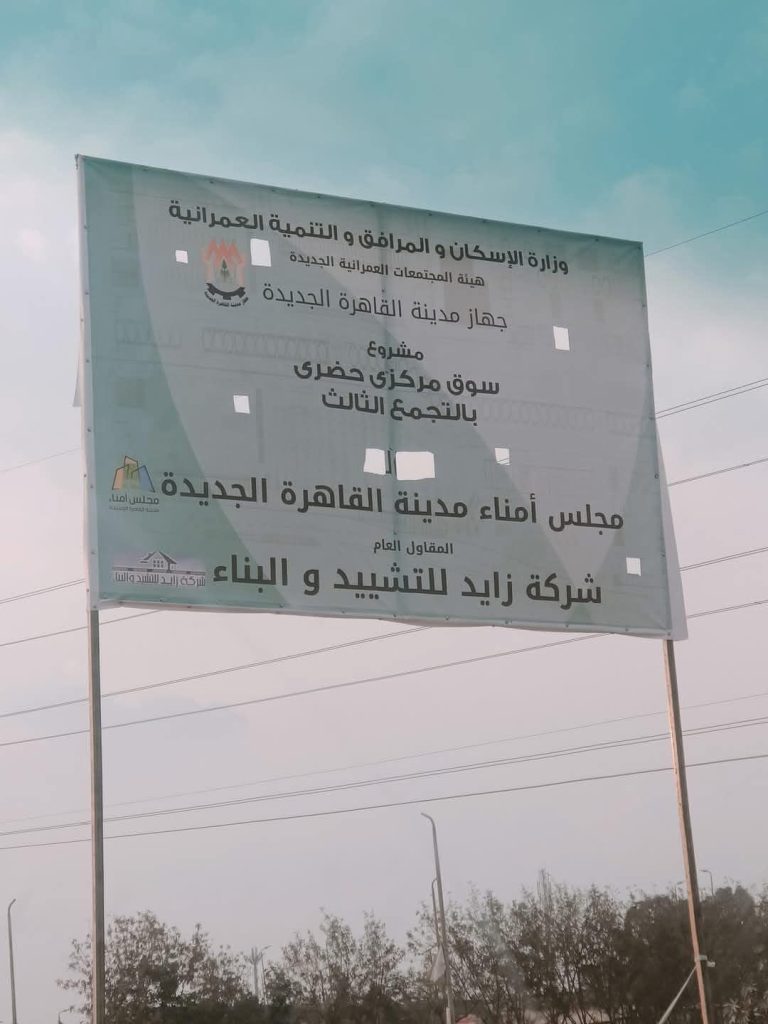 وزارة الإسكان و المرافق و التنمية العمرانية
هيئة المجتمعات العمرانية الجديدة
جهاز مدينة القاهرة الجديدة
مشروع
سوق مركزى حضرى
بالتجمع الثالث
مجلس أمناء مدينة القاهرة الجديدة
مجلس أمناء
المقاول العام
شركة زايد للتشييد و البناء
شركة زايد للتشييد والبناء